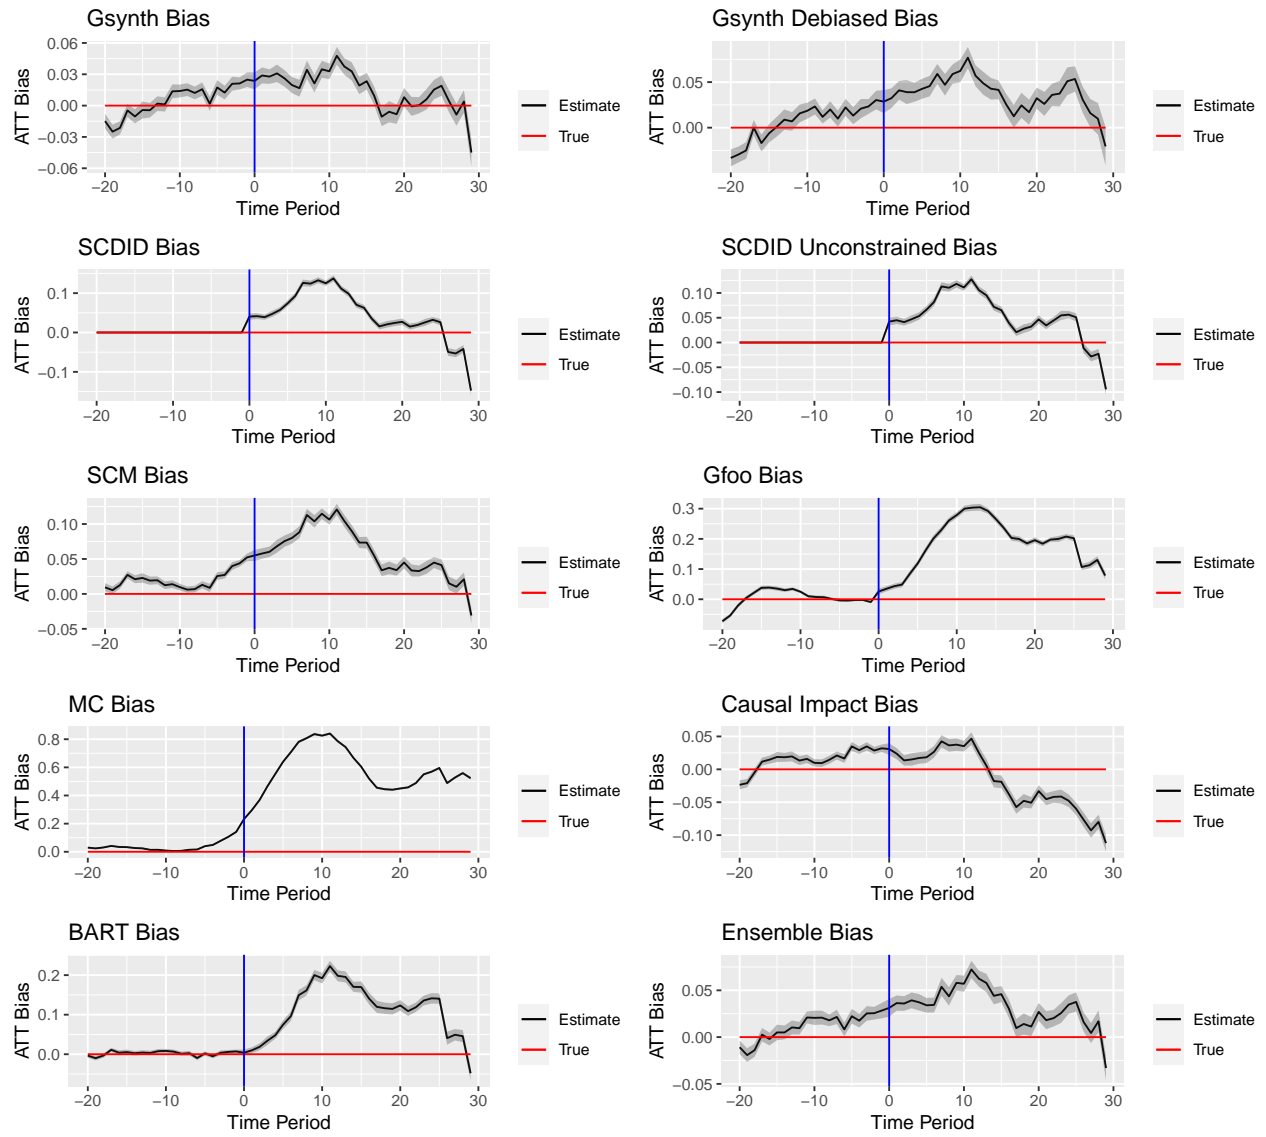 Gsynth Bias
ATT Bias
0.06
0.03
0.00
−0.03
−0.06
−20 −10 0 10 20 30
Time Period
Estimate
True
Gsynth Debiased Bias
ATT Bias
0.05
0.00
−20 −10 0 10 20 30
Time Period
Estimate
True
SCDID Bias
ATT Bias
0.1
0.0
−0.1
−20 −10 0 10 20 30
Time Period
Estimate
True
SCDID Unconstrained Bias
ATT Bias
0.10
0.05
0.00
−0.05
−0.10
−20 −10 0 10 20 30
Time Period
Estimate
True
SCM Bias
ATT Bias
0.10
0.05
0.00
−0.05
−20 −10 0 10 20 30
Time Period
Estimate
True
Gfoo Bias
ATT Bias
0.3
0.2
0.1
0.0
−20 −10 0 10 20 30
Time Period
Estimate
True
MC Bias
ATT Bias
0.8
0.6
0.4
0.2
0.0
−20 −10 0 10 20 30
Time Period
Estimate
True
Causal Impact Bias
ATT Bias
0.05
0.00
−0.05
−0.10
−20 −10 0 10 20 30
Time Period
Estimate
True
BART Bias
ATT Bias
0.2
0.1
0.0
−20 −10 0 10 20 30
Time Period
Estimate
True
Ensemble Bias
ATT Bias
0.05
0.00
−0.05
−20 −10 0 10 20 30
Time Period
Estimate
True